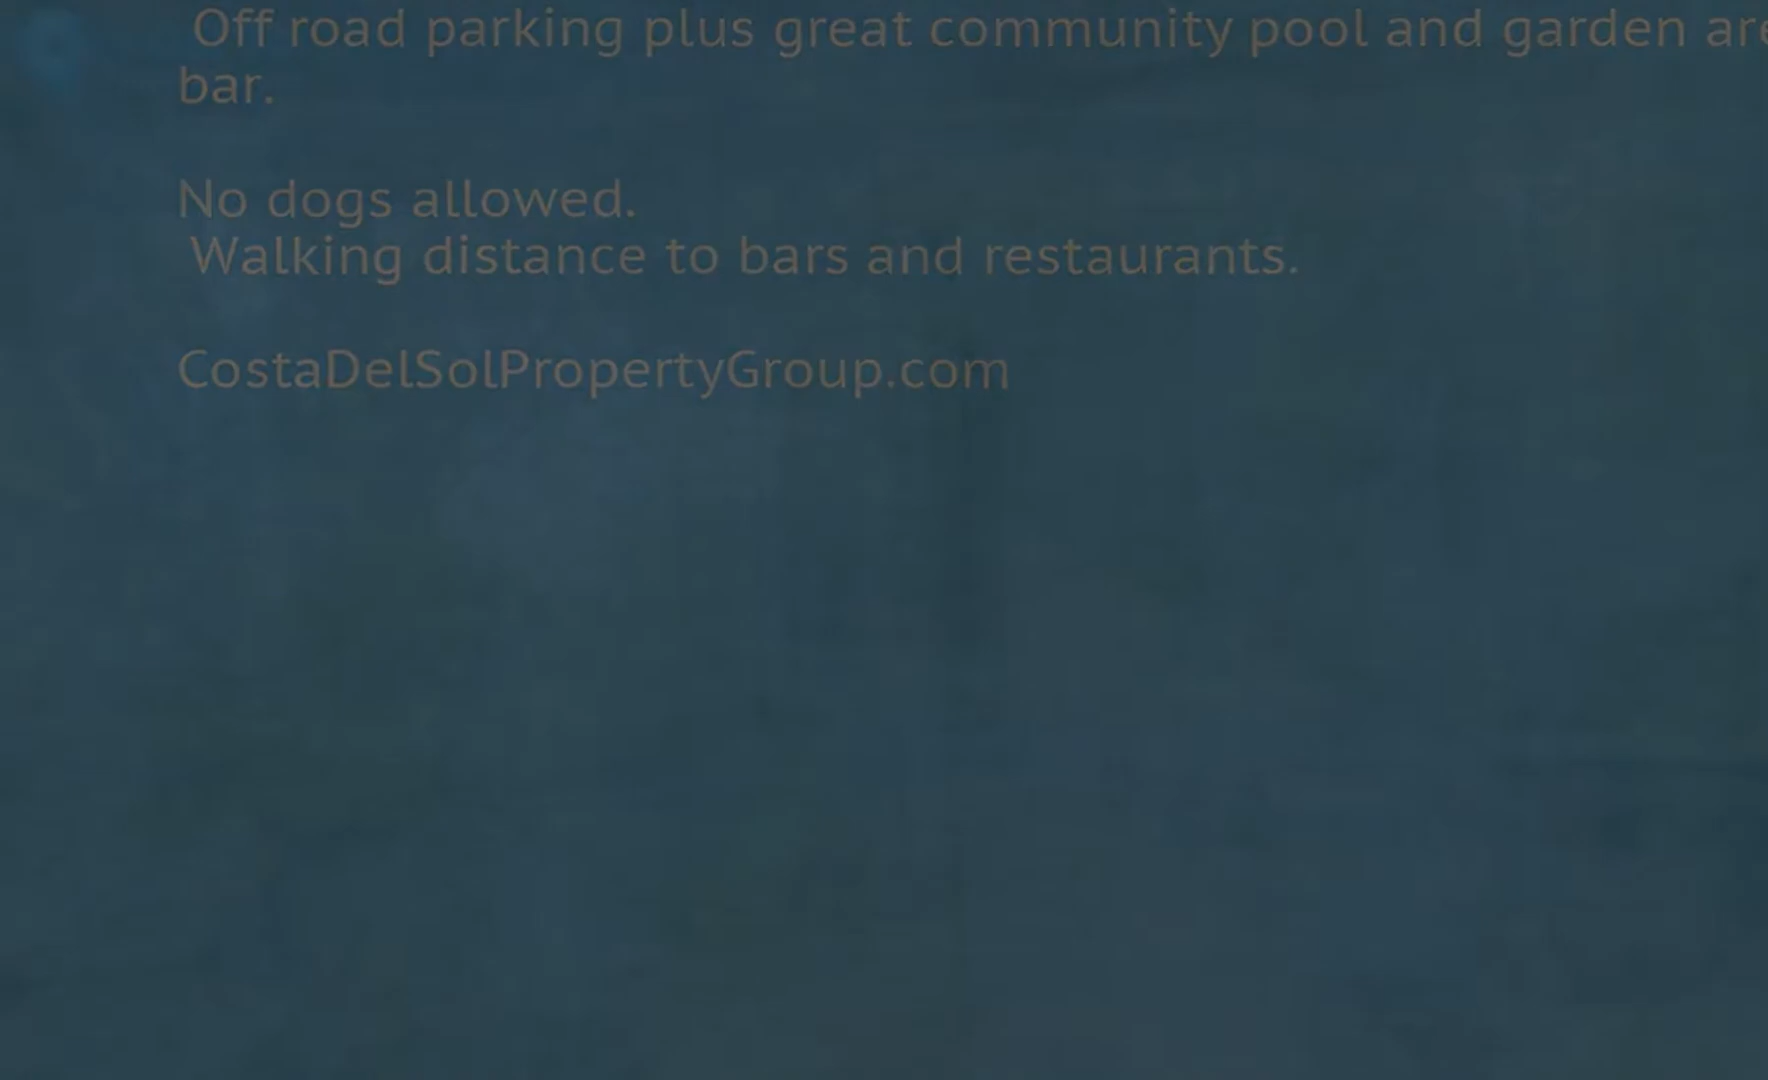 Off road parking plus great community pool and garden
bar.
No dogs allowed.
Walking distance to bars and restaurants.
CostaDelSolPropertyGroup.com